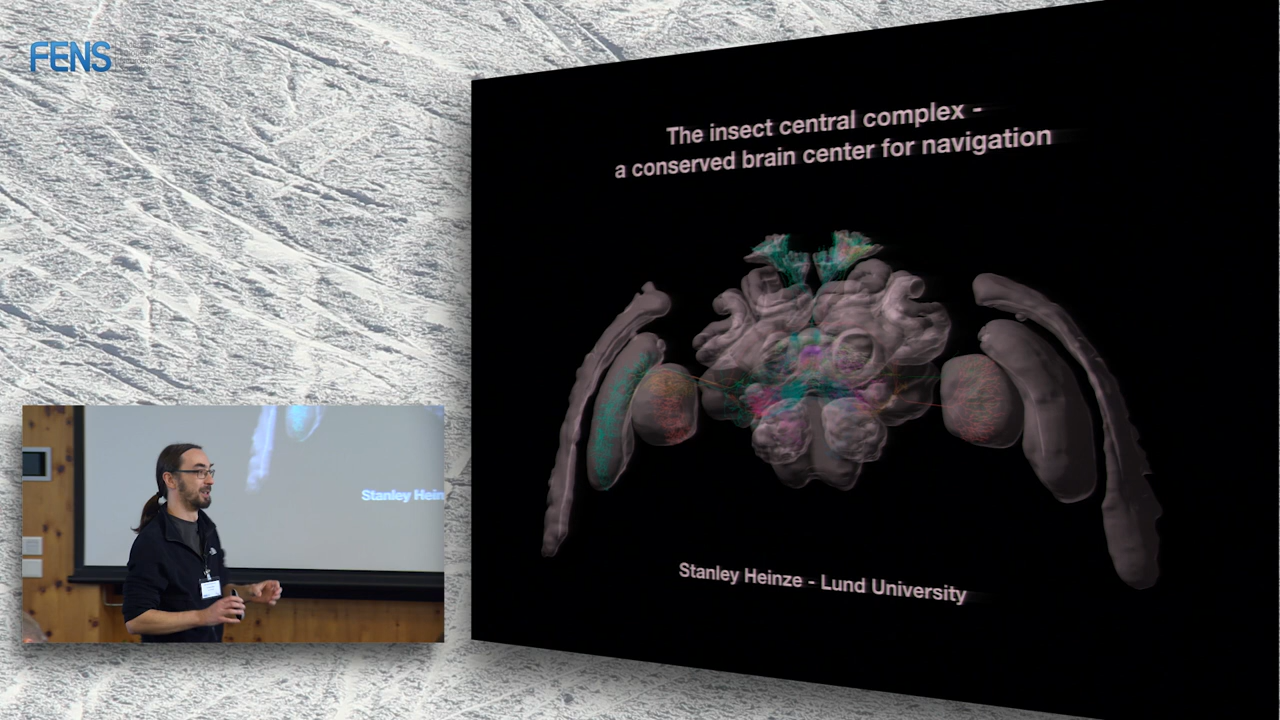 FENS
The insect central complex -
a conserved brain center for navigation
Stanley Heinze - Lund University
Stanley Hein